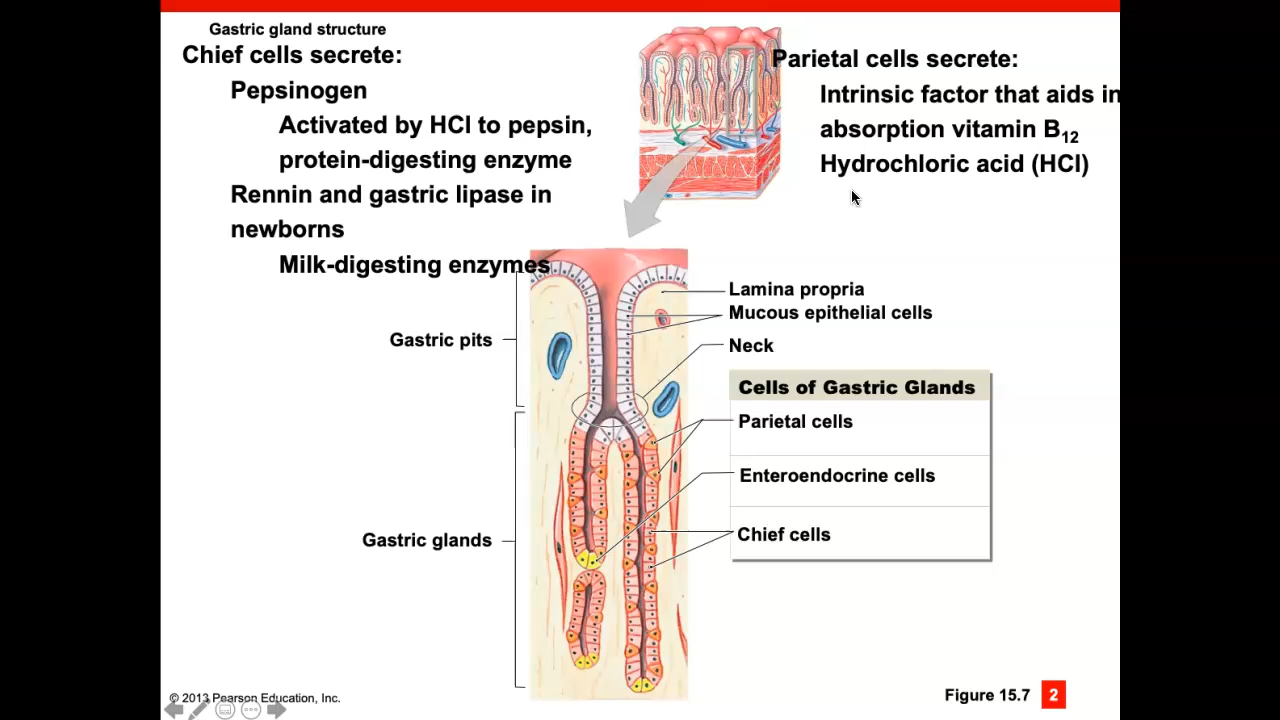 Gastric gland structure
Chief cells secrete:
Pepsinogen
Activated by HCl to pepsin,
protein-digesting enzyme
Rennin and gastric lipase in
newborns
Milk-digesting enzymes
Parietal cells secrete:
Intrinsic factor that aids in
absorption vitamin B12
Hydrochloric acid (HCl)
Gastric pits
Gastric glands
Lamina propria
Mucous epithelial cells
Neck
Cells of Gastric Glands
Parietal cells
Enteroendocrine cells
Chief cells
© 2013 Pearson Education, Inc.
Figure 15.7
2